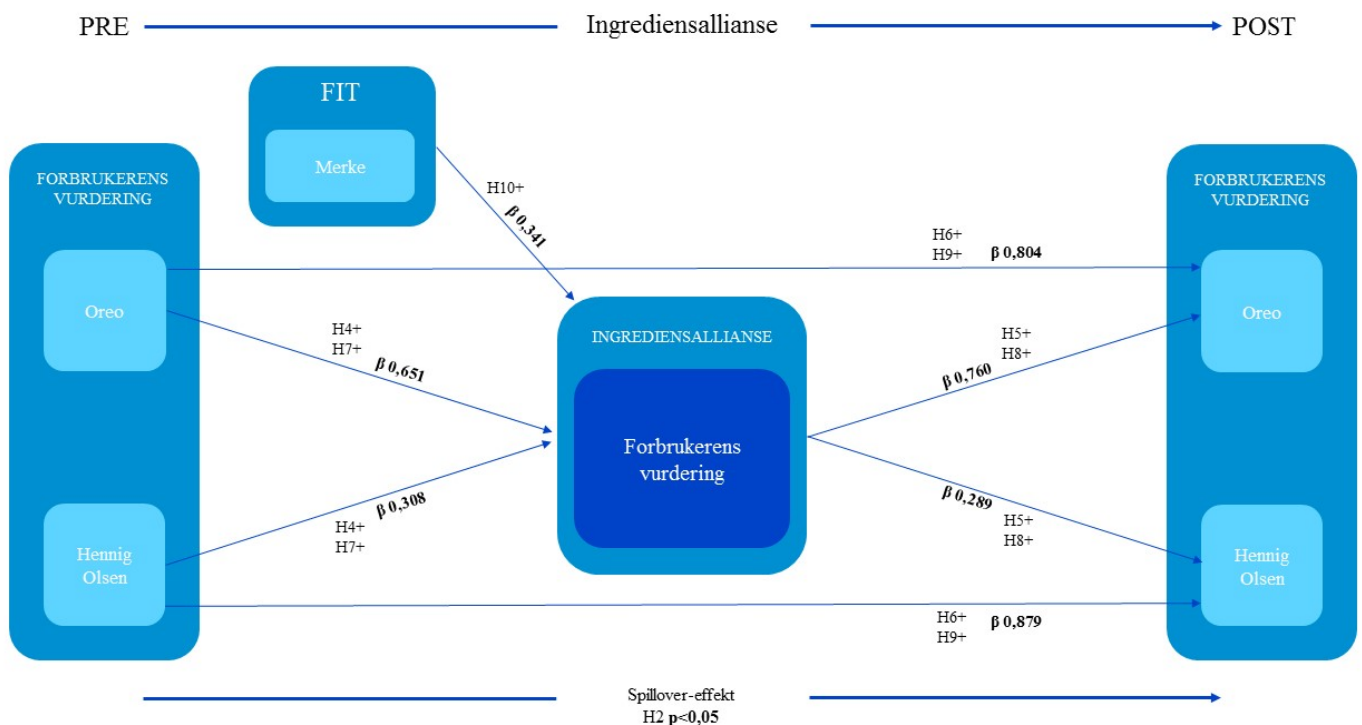 PRE
Ingrediensallianse
POST
FIT
Merke
FORBRUKERENS
VURDERING
Oreo
Hennig
Olsen
H10+
β 0,341
H4+
H7+
β 0,651
β 0,308
H4+
H7+
INGREDIENSALLIANSE
Forbrukerens
vurdering
H6+
H9+
β 0,804
H5+
H8+
β 0,760
β 0,289
H5+
H8+
H6+
H9+
β 0,879
FORBRUKERENS
VURDERING
Oreo
Hennig
Olsen
Spillover-effekt
H2 p<0,05